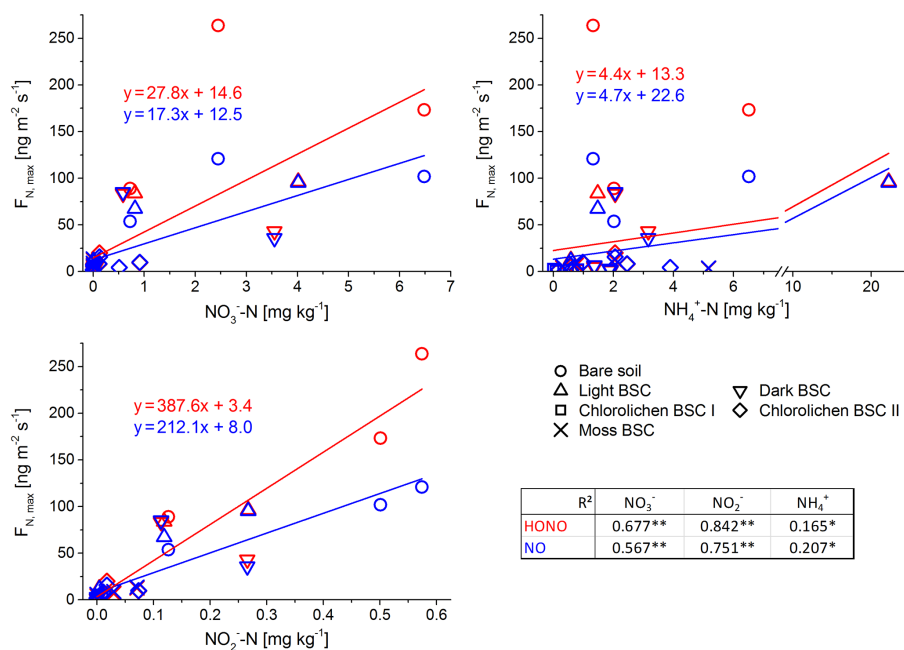 250
200
150
100
50
0
F_N, max [ng m⁻² s⁻¹]
y=27.8x + 14.6
y=17.3x + 12.5
0 1 2 3 4 5 6 7
NO₃⁻-N [mg kg⁻¹]
250
200
150
100
50
0
F_N, max [ng m⁻² s⁻¹]
y=4.4x + 13.3
y=4.7x + 22.6
0 2 4 6 10 20
NH₄⁺-N [mg kg⁻¹]
250
200
150
100
50
0
F_N, max [ng m⁻² s⁻¹]
y=387.6x + 3.4
y=212.1x + 8.0
0.0 0.1 0.2 0.3 0.4 0.5 0.6
NO₂⁻-N [mg kg⁻¹]
Bare soil
Light BSC Dark BSC
Chlorolichen BSC I Chlorolichen BSC II
Moss BSC
R² NO₃⁻ NO₂⁻ NH₄⁺
HONO 0.677** 0.842** 0.165*
NO 0.567** 0.751** 0.207*